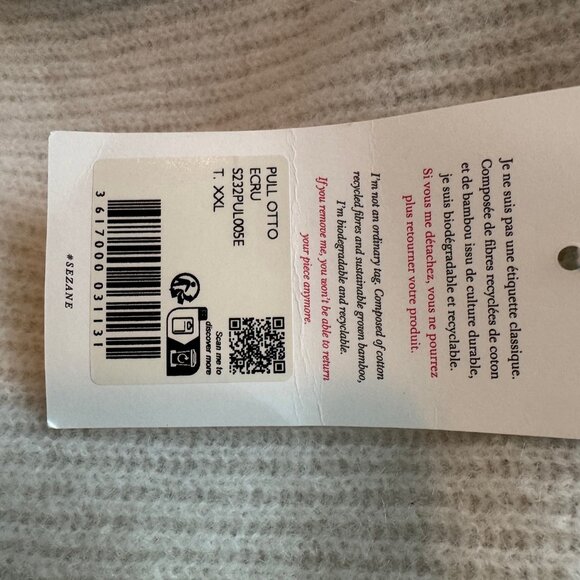 Je ne suis pas une étiquette classique.
Composée de fibres recyclées de coton
et de bambou issu de culture durable,
je suis biodégradable et recyclable.
Si vous me détachez, vous ne pourrez
plus retourner votre produit.
I'm not an ordinary tag. Composed of cotton
recycled fibres and sustainable grown bamboo,
I'm biodegradable and recyclable.
If you remove me, you won't be able to return
your piece anymore.
PULL OTTO
ECRU
S232PUL005E
T. XXL
Scan me to
discover more
3 617000 031131
*SEZANE